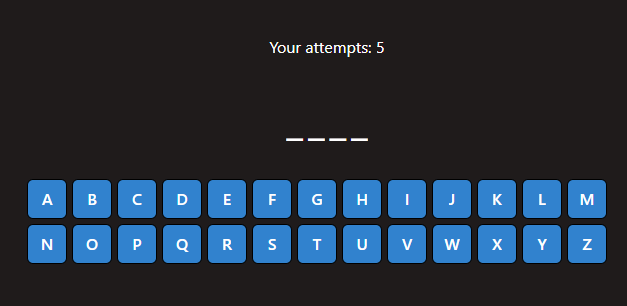 Your attempts: 5
_ _ _ _
A B C D E F G H I J K L M
N O P Q R S T U V W X Y Z